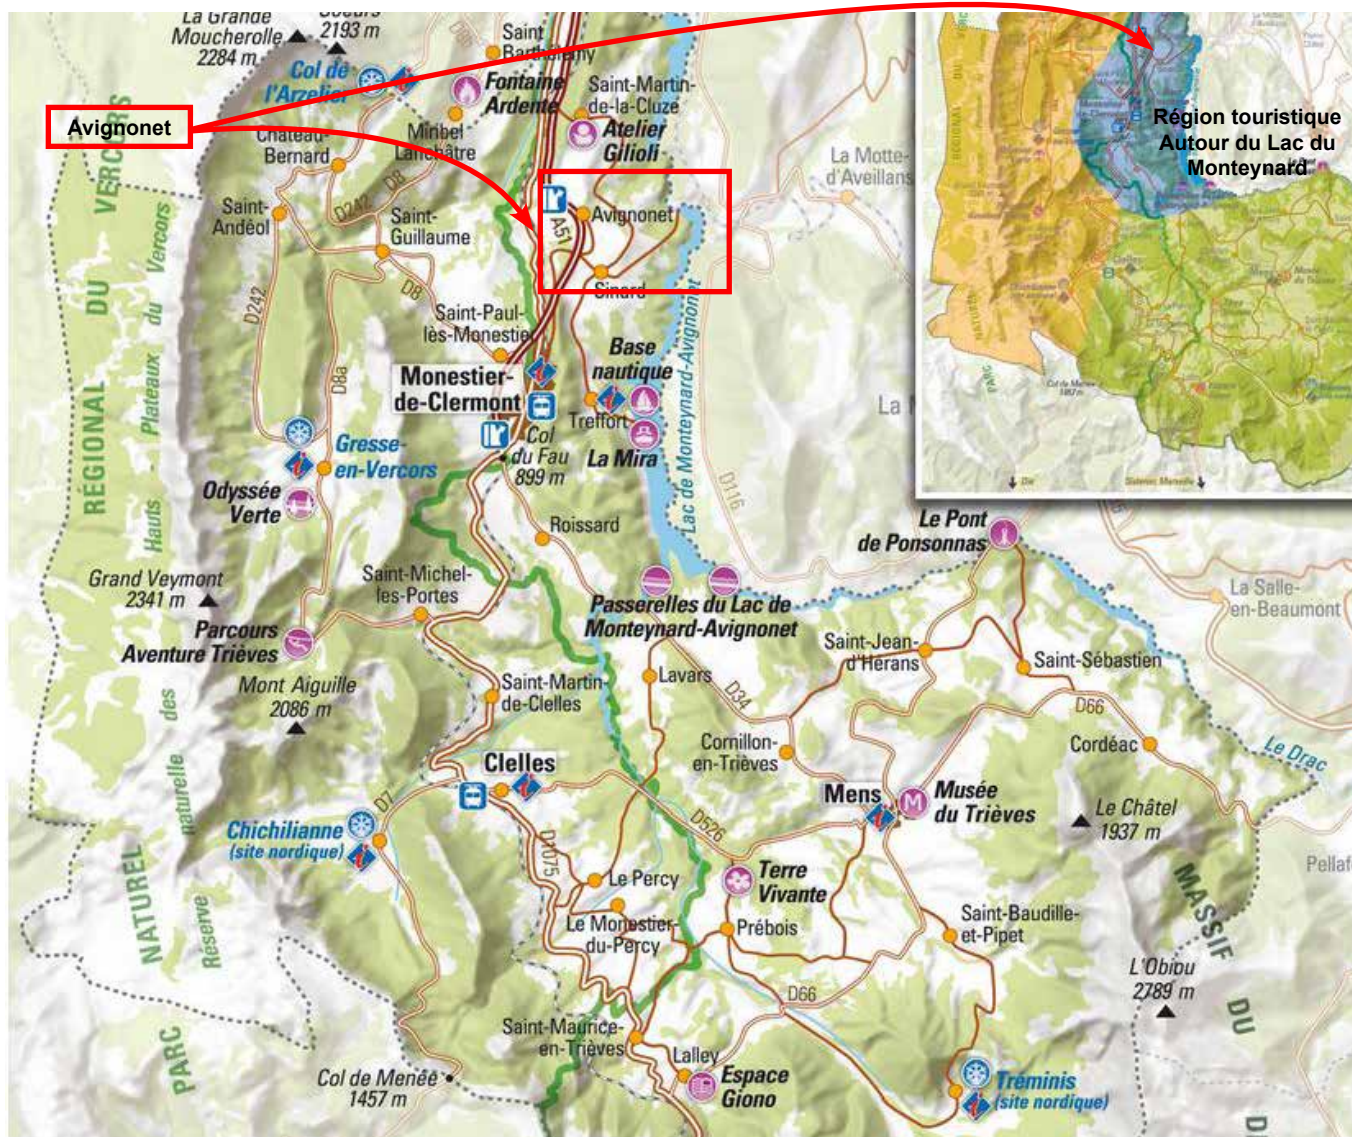 La Grande
Moucherolle
2284 m
2193 m
Col de
l'Arzelier
Saint
Barthélemy
Fontaine
Ardente
Saint-Martin-
de-la-Cluze
Atelier
Gilioli
Avignonet
Château-
Bernard
Miribel
Lanchâtre
D8
D242
Saint-
Andéol
Saint-
Guillaume
A51
Avignonet
Sinard
La Motte-
d'Aveillans
Région touristique
Autour du Lac du
Monteynard
RÉGIONAL DU VERCORS
Hauts Plateaux du Vercors
D242
D8
D8a
Saint-Paul-
lès-Monestier
Monestier-
de-Clermont
Base
nautique
Treffort
La Mira
Col
du Fau
899 m
Lac de Monteynard-Avignonet
D116
Gresse-
en-Vercors
Odyssée
Verte
Roissard
Le Pont
de Ponsonnas
Grand Veymont
2341 m
Saint-Michel-
les-Portes
Passerelles du Lac de
Monteynard-Avignonet
La Salle-
en-Beaumont
Parcours
Aventure Trièves
Saint-Jean-
d'Hérans
Saint-Sébastien
Mont Aiguille
2086 m
Saint-Martin-
de-Clelles
Lavars
D34
D66
Cornillon-
en-Trièves
Cordéac
Le Drac
Clelles
Mens
Musée
du Trièves
Le Châtel
1937 m
D7
Chichilianne
(site nordique)
D1075
D526
Terre
Vivante
Le Percy
Le Monestier-
du-Percy
Prébois
Saint-Baudille-
et-Pipet
L'Obiou
2789 m
MASSIF DU
PARC NATUREL
Réserve naturelle des
D66
Saint-Maurice-
en-Trièves
Lalley
Espace
Giono
Col de Menée
1457 m
Tréminis
(site nordique)